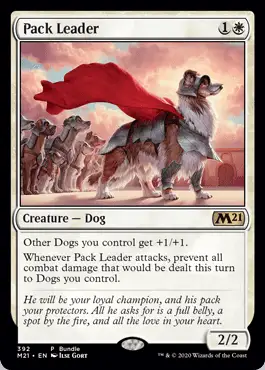 Pack Leader 1
M21
Creature — Dog
Other Dogs you control get +1/+1.
Whenever Pack Leader attacks, prevent all
combat damage that would be dealt this turn
to Dogs you control.
He will be your loyal champion, and his pack
your protectors. All he asks for is a full belly, a
spot by the fire, and all the love in your heart.
2/2
392 P Bundle
M21 • EN Ilse Gort ™ & © 2020 Wizards of the Coast